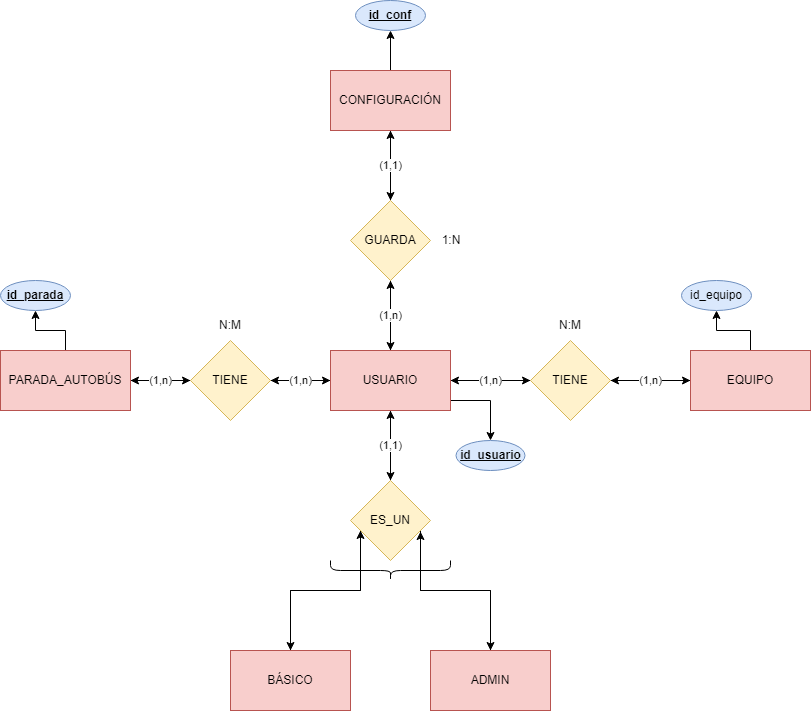 id_conf
CONFIGURACIÓN
(1,1)
GUARDA
1:N
(1,n)
id_parada
id_equipo
N:M
N:M
PARADA_AUTOBÚS
(1,n)
TIENE
(1,n)
USUARIO
(1,n)
TIENE
(1,n)
EQUIPO
(1,1)
id_usuario
ES_UN
BÁSICO
ADMIN